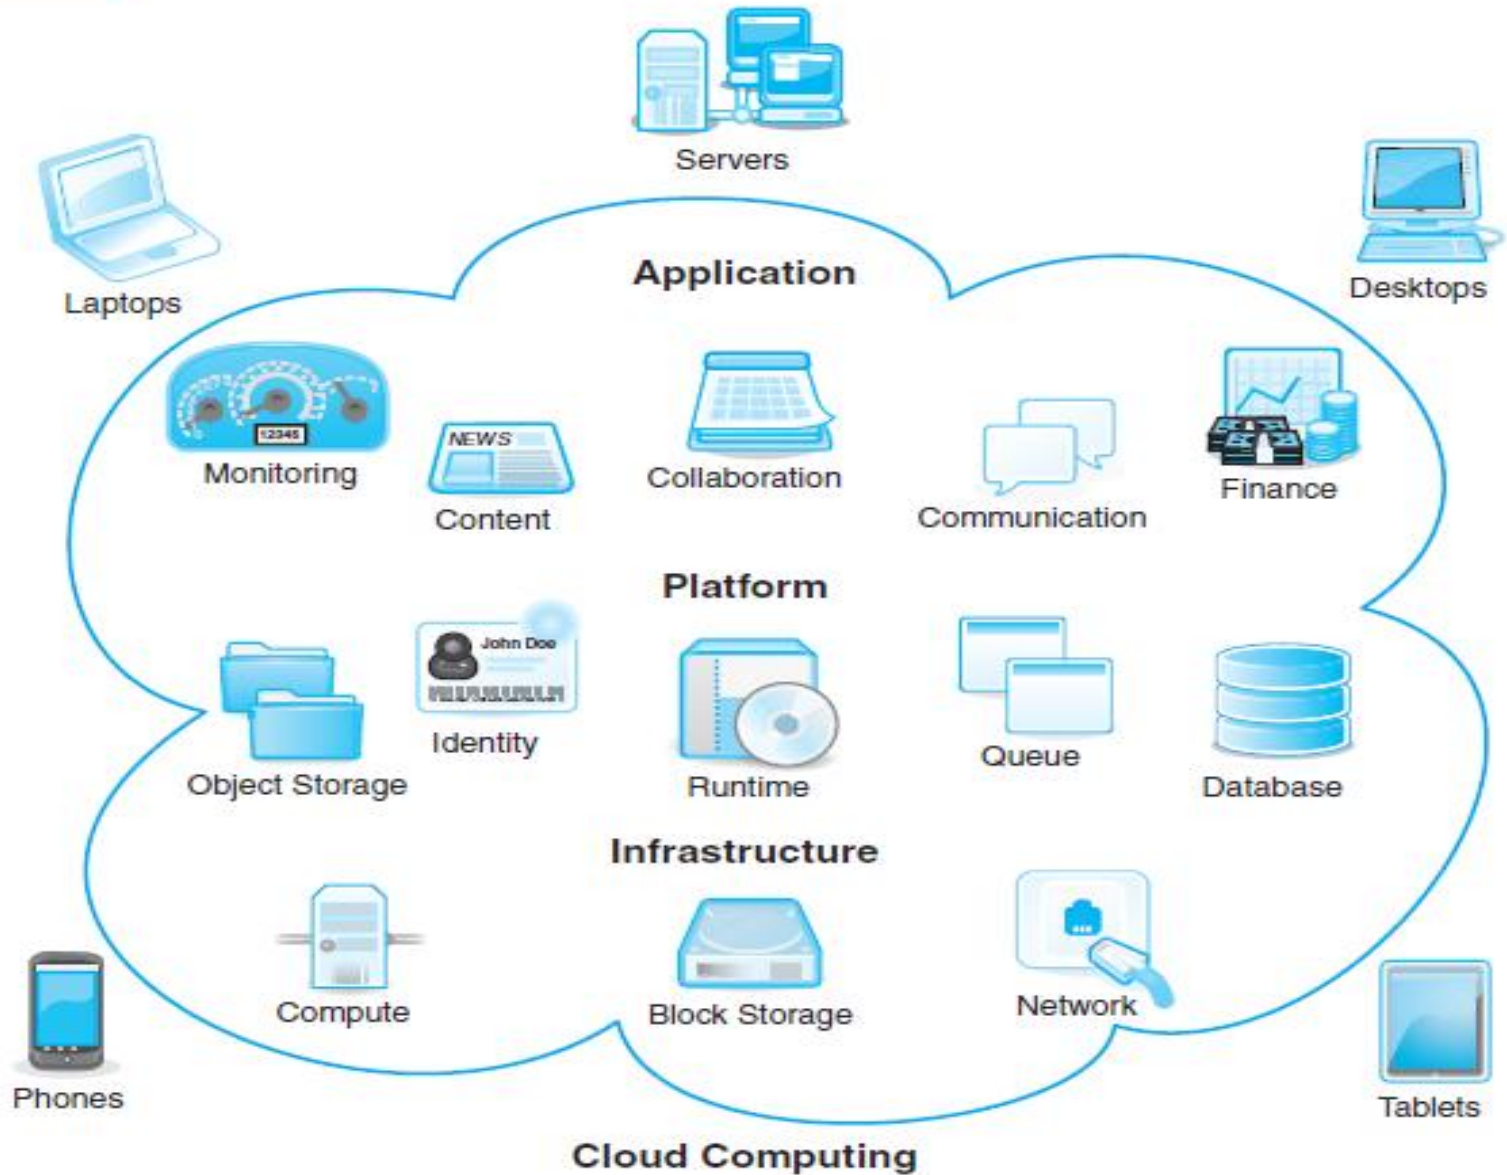 Servers
Laptops
Desktops
Application
12345
Monitoring
NEWS
Content
Collaboration
Communication
Finance
Platform
Object Storage
John Doe
Identity
Runtime
Queue
Database
Infrastructure
Compute
Block Storage
Network
Phones
Tablets
Cloud Computing